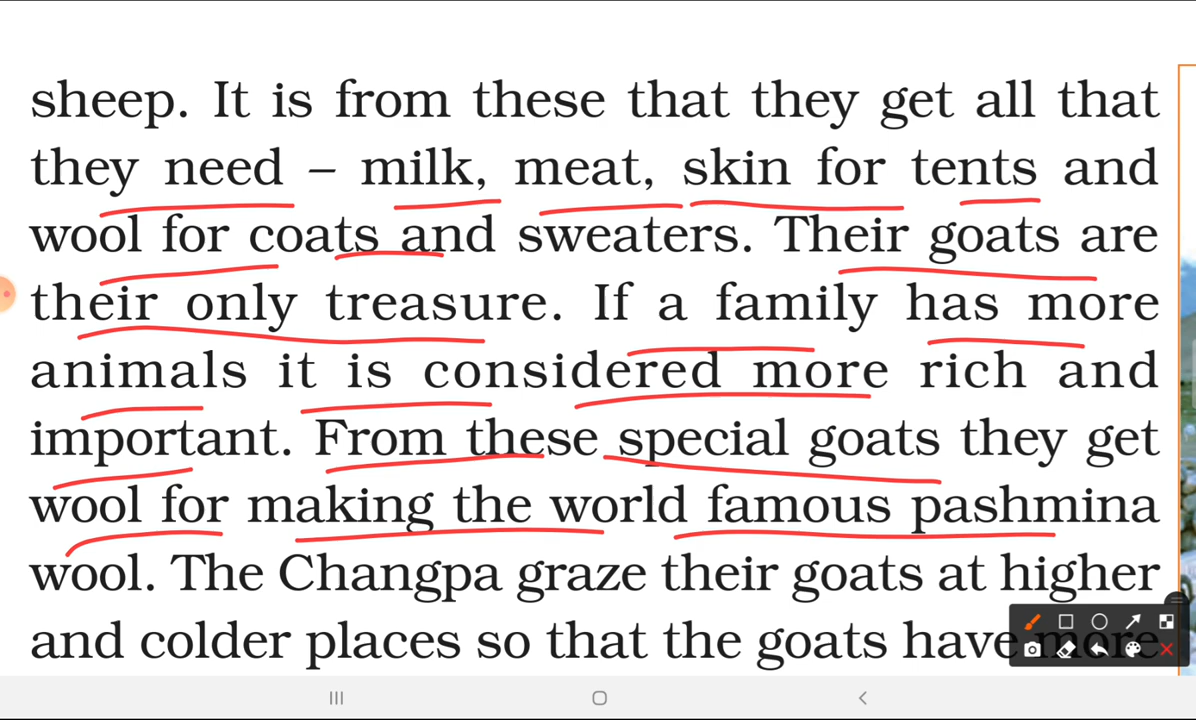 sheep. It is from these that they get all that
they need – milk, meat, skin for tents and
wool for coats and sweaters. Their goats are
their only treasure. If a family has more
animals it is considered more rich and
important. From these special goats they get
wool for making the world famous pashmina
wool. The Changpa graze their goats at higher
and colder places so that the goats have more